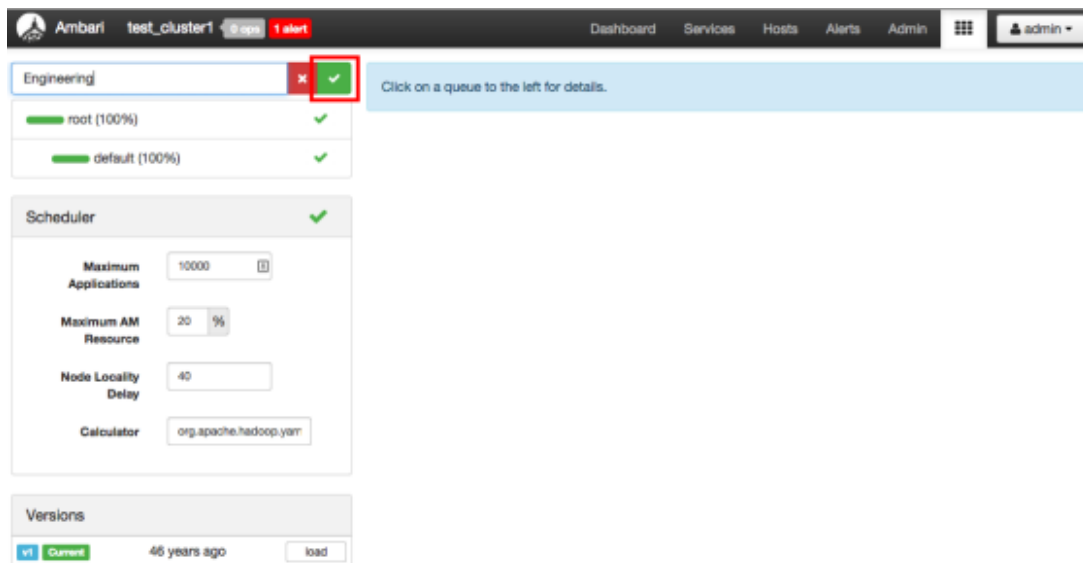 Ambari test_cluster1 0 ops 1 alert Dashboard Services Hosts Alerts Admin admin
Engineering
Click on a queue to the left for details.
root (100%)
default (100%)
Scheduler
Maximum Applications 10000
Maximum AM Resource 20 %
Node Locality Delay 40
Calculator org.apache.hadoop.yarn
Versions
v1 Current 46 years ago load